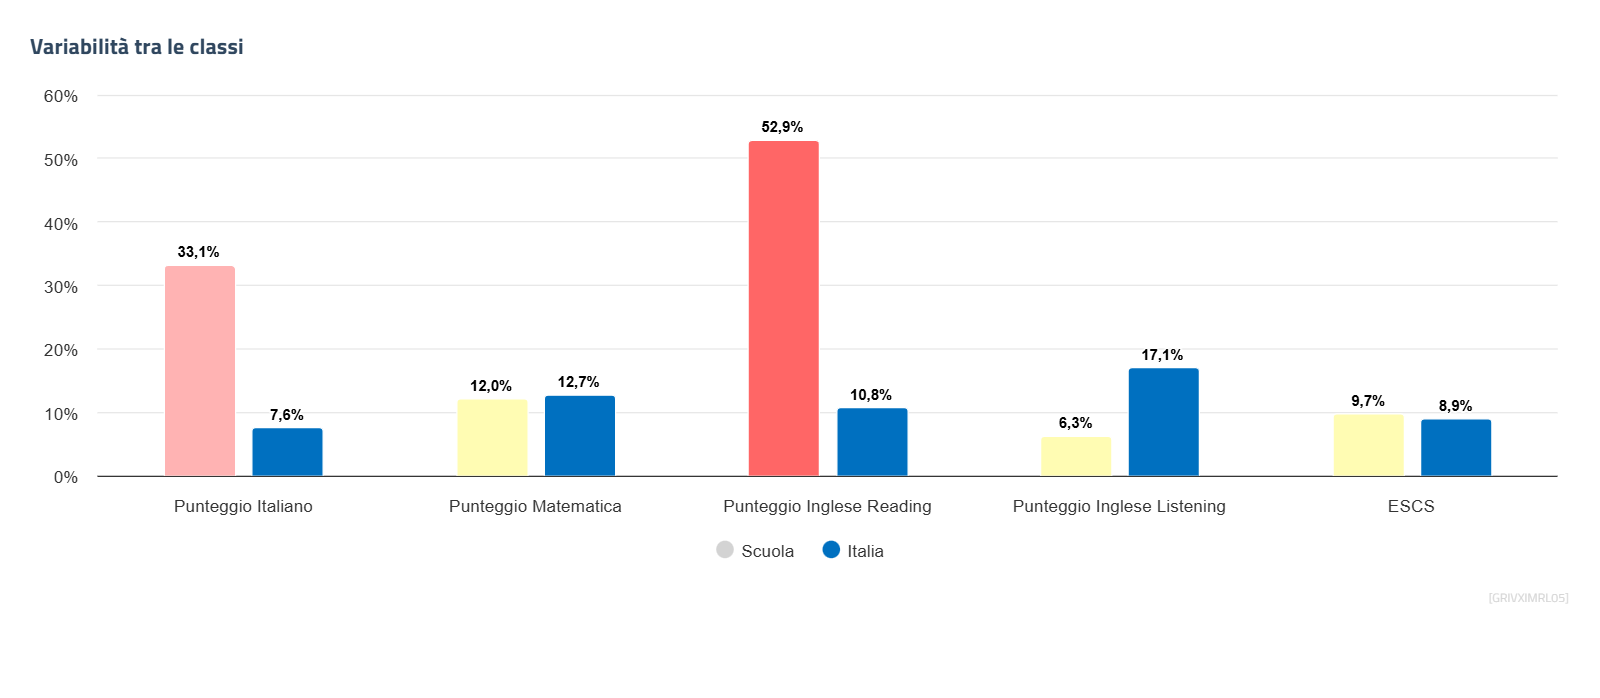 Variabilità tra le classi
60%
50%
40%
30%
20%
10%
0%
33,1%
7,6%
12,0%
12,7%
52,9%
10,8%
6,3%
17,1%
9,7%
8,9%
Punteggio Italiano
Punteggio Matematica
Punteggio Inglese Reading
Punteggio Inglese Listening
ESCS
Scuola
Italia
[GRIVXIMRL05]